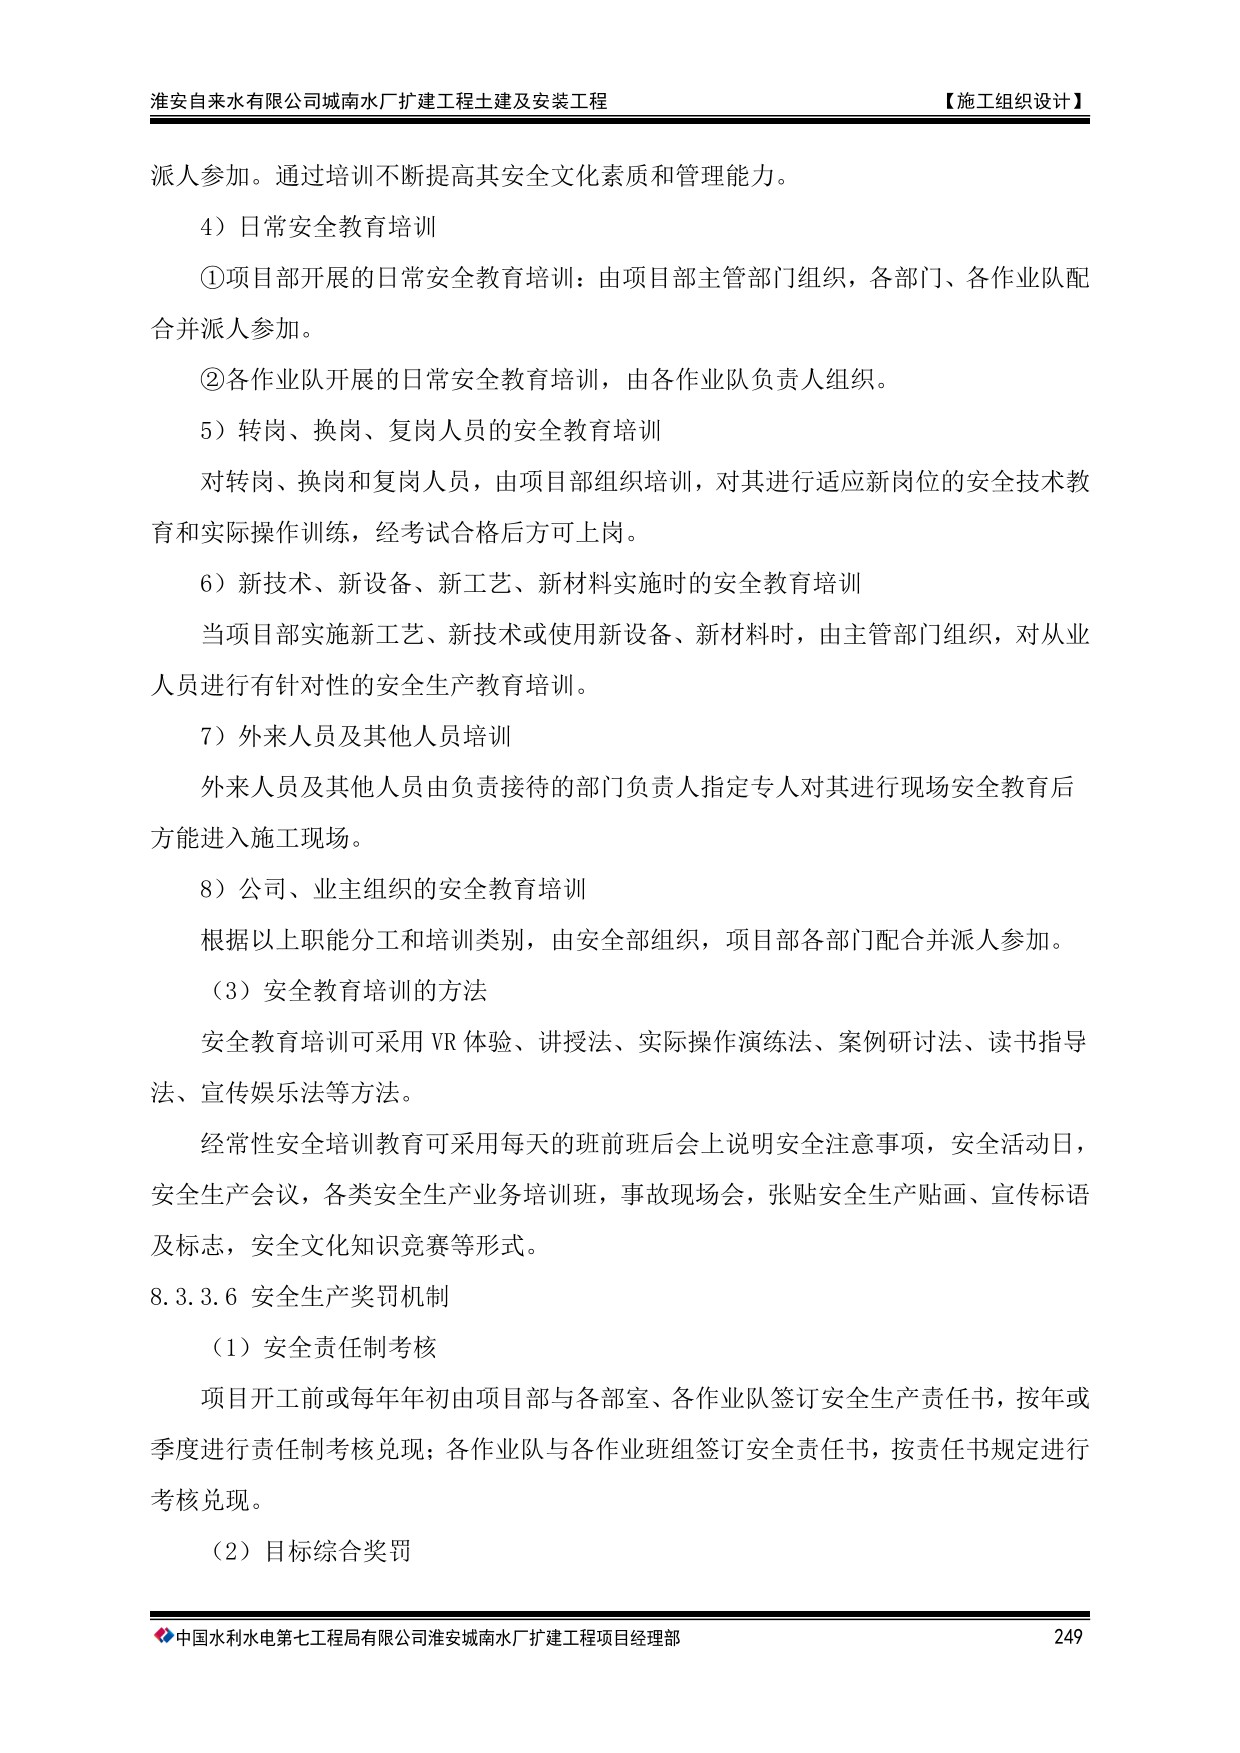 淮安自来水有限公司城南水厂扩建工程土建及安装工程 【施工组织设计】
派人参加。通过培训不断提高其安全文化素质和管理能力。
4）日常安全教育培训
①项目部开展的日常安全教育培训：由项目部主管部门组织，各部门、各作业队配
合并派人参加。
②各作业队开展的日常安全教育培训，由各作业队负责人组织。
5）转岗、换岗、复岗人员的安全教育培训
对转岗、换岗和复岗人员，由项目部组织培训，对其进行适应新岗位的安全技术教
育和实际操作训练，经考试合格后方可上岗。
6）新技术、新设备、新工艺、新材料实施时的安全教育培训
当项目部实施新工艺、新技术或使用新设备、新材料时，由主管部门组织，对从业
人员进行有针对性的安全生产教育培训。
7）外来人员及其他人员培训
外来人员及其他人员由负责接待的部门负责人指定专人对其进行现场安全教育后
方能进入施工现场。
8）公司、业主组织的安全教育培训
根据以上职能分工和培训类别，由安全部组织，项目部各部门配合并派人参加。
（3）安全教育培训的方法
安全教育培训可采用 VR 体验、讲授法、实际操作演练法、案例研讨法、读书指导
法、宣传娱乐法等方法。
经常性安全培训教育可采用每天的班前班后会上说明安全注意事项，安全活动日，
安全生产会议，各类安全生产业务培训班，事故现场会，张贴安全生产贴画、宣传标语
及标志，安全文化知识竞赛等形式。
8.3.3.6 安全生产奖罚机制
（1）安全责任制考核
项目开工前或每年年初由项目部与各部室、各作业队签订安全生产责任书，按年或
季度进行责任制考核兑现；各作业队与各作业班组签订安全责任书，按责任书规定进行
考核兑现。
（2）目标综合奖罚
中国水利水电第七工程局有限公司淮安城南水厂扩建工程项目经理部 249